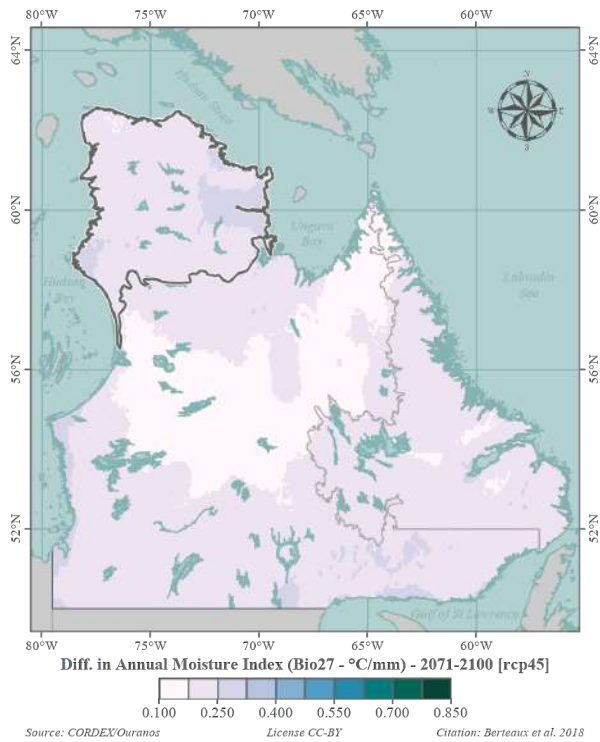 80°W 75°W 70°W 65°W 60°W
64°N 64°N
Hudson Strait
N
W E
S
60°N 60°N
Ungava
Bay
Hudson
Bay
Labrador
Sea
56°N 56°N
52°N 52°N
Gulf of St Lawrence
80°W 75°W 70°W 65°W 60°W
Diff. in Annual Moisture Index (Bio27 - °C/mm) - 2071-2100 [rcp45]
0.100 0.250 0.400 0.550 0.700 0.850
Source: CORDEX/Ouranos License CC-BY Citation: Berteaux et al. 2018